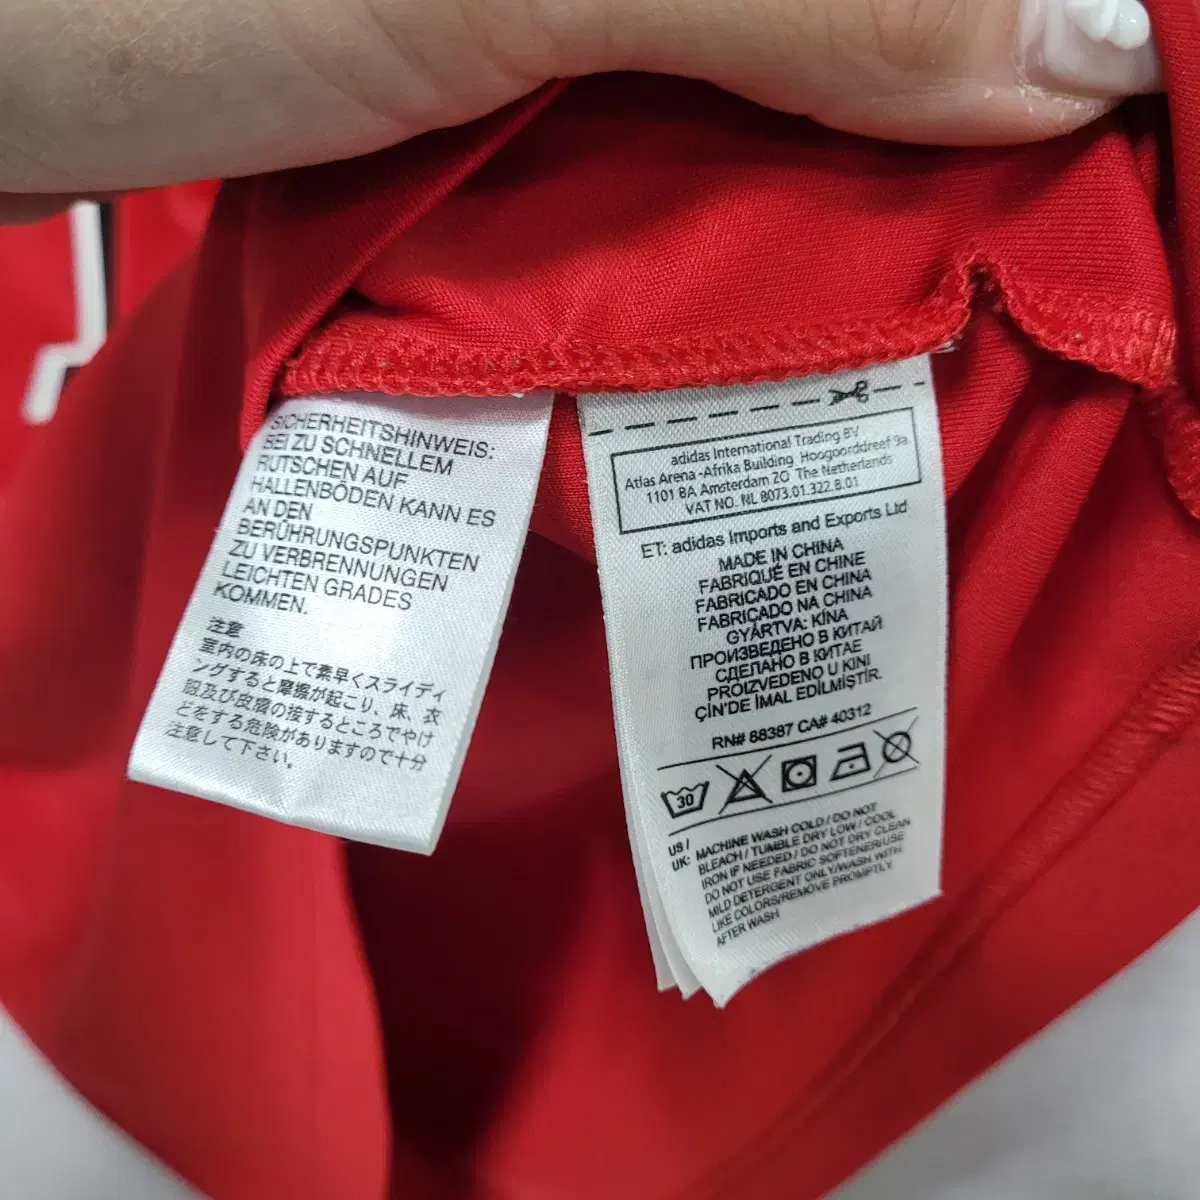 SICHERHEITSHINWEIS:
BEI ZU SCHNELLEM
RUTSCHEN AUF
HALLENBÖDEN KANN ES
AN DEN
BERÜHRUNGSPUNKTEN
ZU VERBRENNUNGEN
LEICHTEN GRADES
KOMMEN.
注意
室内の床の上で素早くスライディ
ングすると摩擦が起こり、床、衣
服及び皮膚の接するところでやけ
どをする危険がありますので十分
注意して下さい。
adidas International Trading BV
Atlas Arena -Afrika Building Hoogoorddreef 9a
1101 BA Amsterdam ZO The Netherlands
VAT NO. NL 8073.01.322.B.01
ET: adidas Imports and Exports Ltd
MADE IN CHINA
FABRIQUÉ EN CHINE
FABRICADO EN CHINA
FABRICADO NA CHINA
GYÁRTVA: KÍNA
ПРОИЗВЕДЕНО В КИТАЙ
СДЕЛАНО В КИТАЕ
PROIZVEDENO U KINI
ÇİN'DE İMAL EDİLMİŞTİR.
RN# 88387 CA# 40312
30
US /
UK: MACHINE WASH COLD / DO NOT
BLEACH / TUMBLE DRY LOW / COOL
IRON IF NEEDED / DO NOT DRY CLEAN
DO NOT USE FABRIC SOFTENER/USE
MILD DETERGENT ONLY/WASH WITH
LIKE COLORS/REMOVE PROMPTLY
AFTER WASH